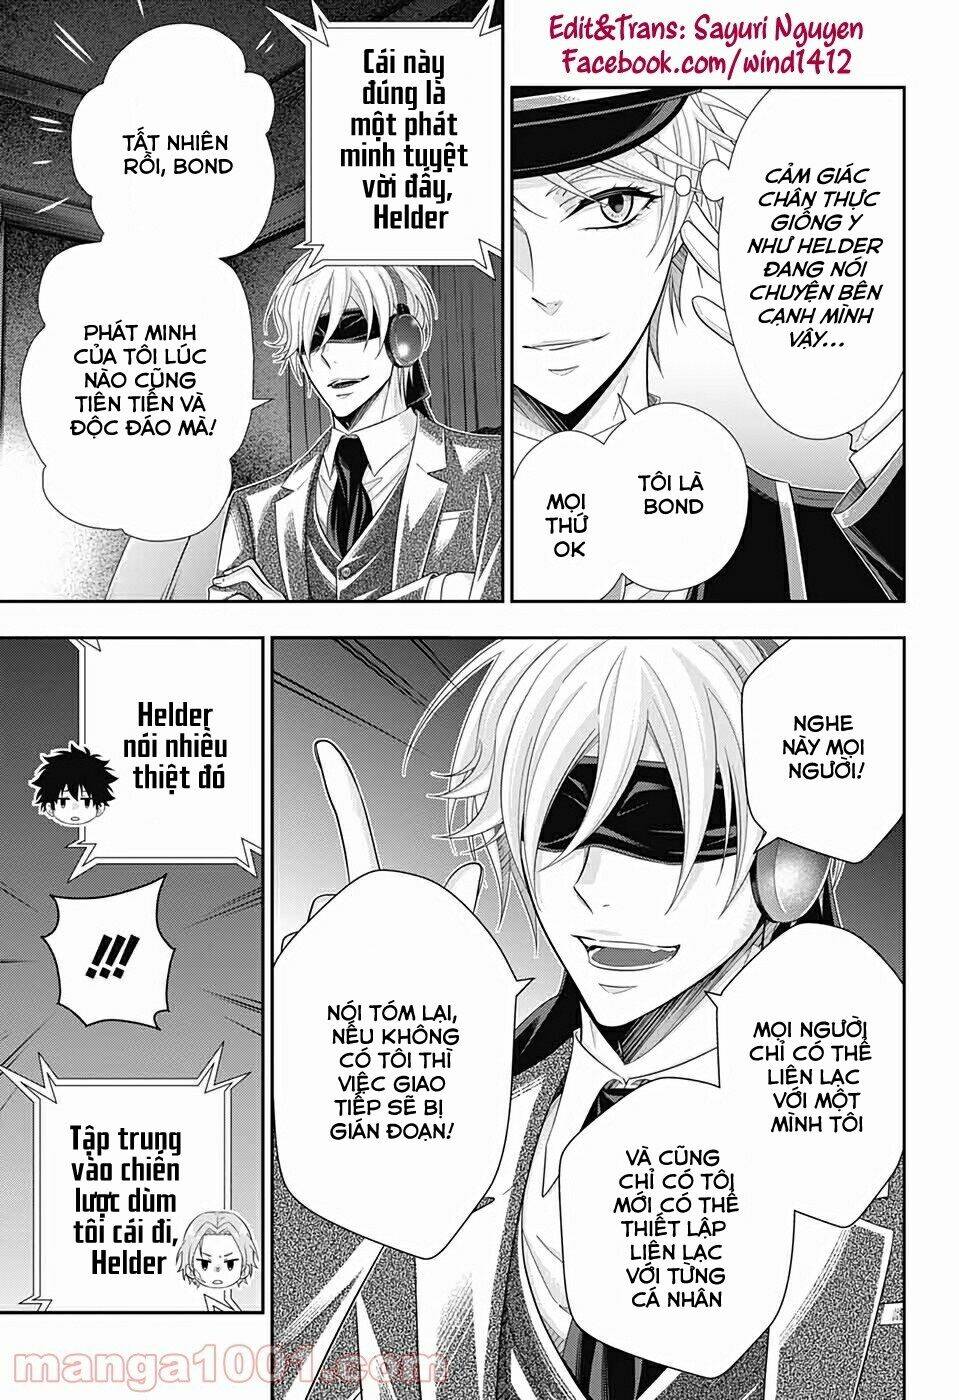 Edit&Trans: Sayuri Nguyen
Facebook.com/wind1412
CẢM GIÁC
CHÂN THỰC
GIỐNG Y
NHƯ HELDER
ĐANG NÓI
CHUYỆN BÊN
CẠNH MÌNH
VẬY...
TÔI LÀ
BOND
MỌI
THỨ
OK
Cái này
đúng là
một phát
minh tuyệt
vời đấy,
Helder
TẤT NHIÊN
RỒI, BOND
PHÁT MINH
CỦA TÔI LÚC
NÀO CŨNG
TIÊN TIẾN VÀ
ĐỘC ĐÁO MÀ!
NGHE
NÀY MỌI
NGƯỜI!
MỌI NGƯỜI
CHỈ CÓ THỂ
LIÊN LẠC
VỚI MỘT
MÌNH TÔI
VÀ CŨNG
CHỈ CÓ TÔI
MỚI CÓ THỂ
THIẾT LẬP
LIÊN LẠC
VỚI TỪNG
CÁ NHÂN
NÓI TÓM LẠI,
NẾU KHÔNG
CÓ TÔI THÌ
VIỆC GIAO
TIẾP SẼ BỊ
GIÁN ĐOẠN!
Helder
nói nhiều
thiệt đó
!!!
Tập trung
vào chiến
lược dùm
tôi cái đi,
Helder
manga1001.com